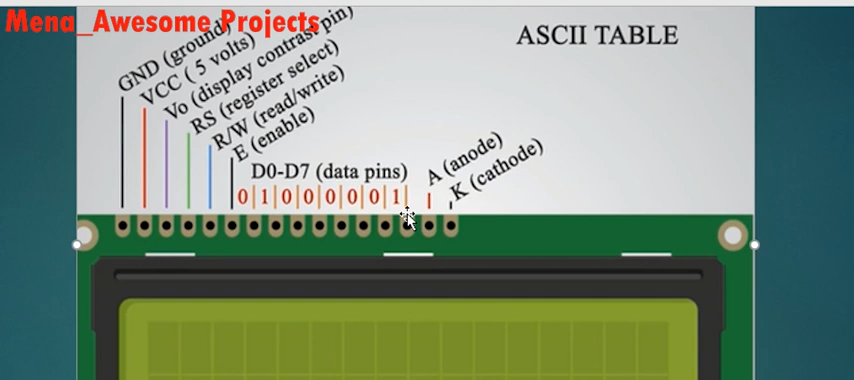 Mena_Awesome Projects
ASCII TABLE
GND (ground)
VCC ( 5 volts)
Vo (display contrast pin)
RS (register select)
R/W (read/write)
E (enable)
D0-D7 (data pins)
0 1 0 0 0 0 0 1
A (anode)
K (cathode)